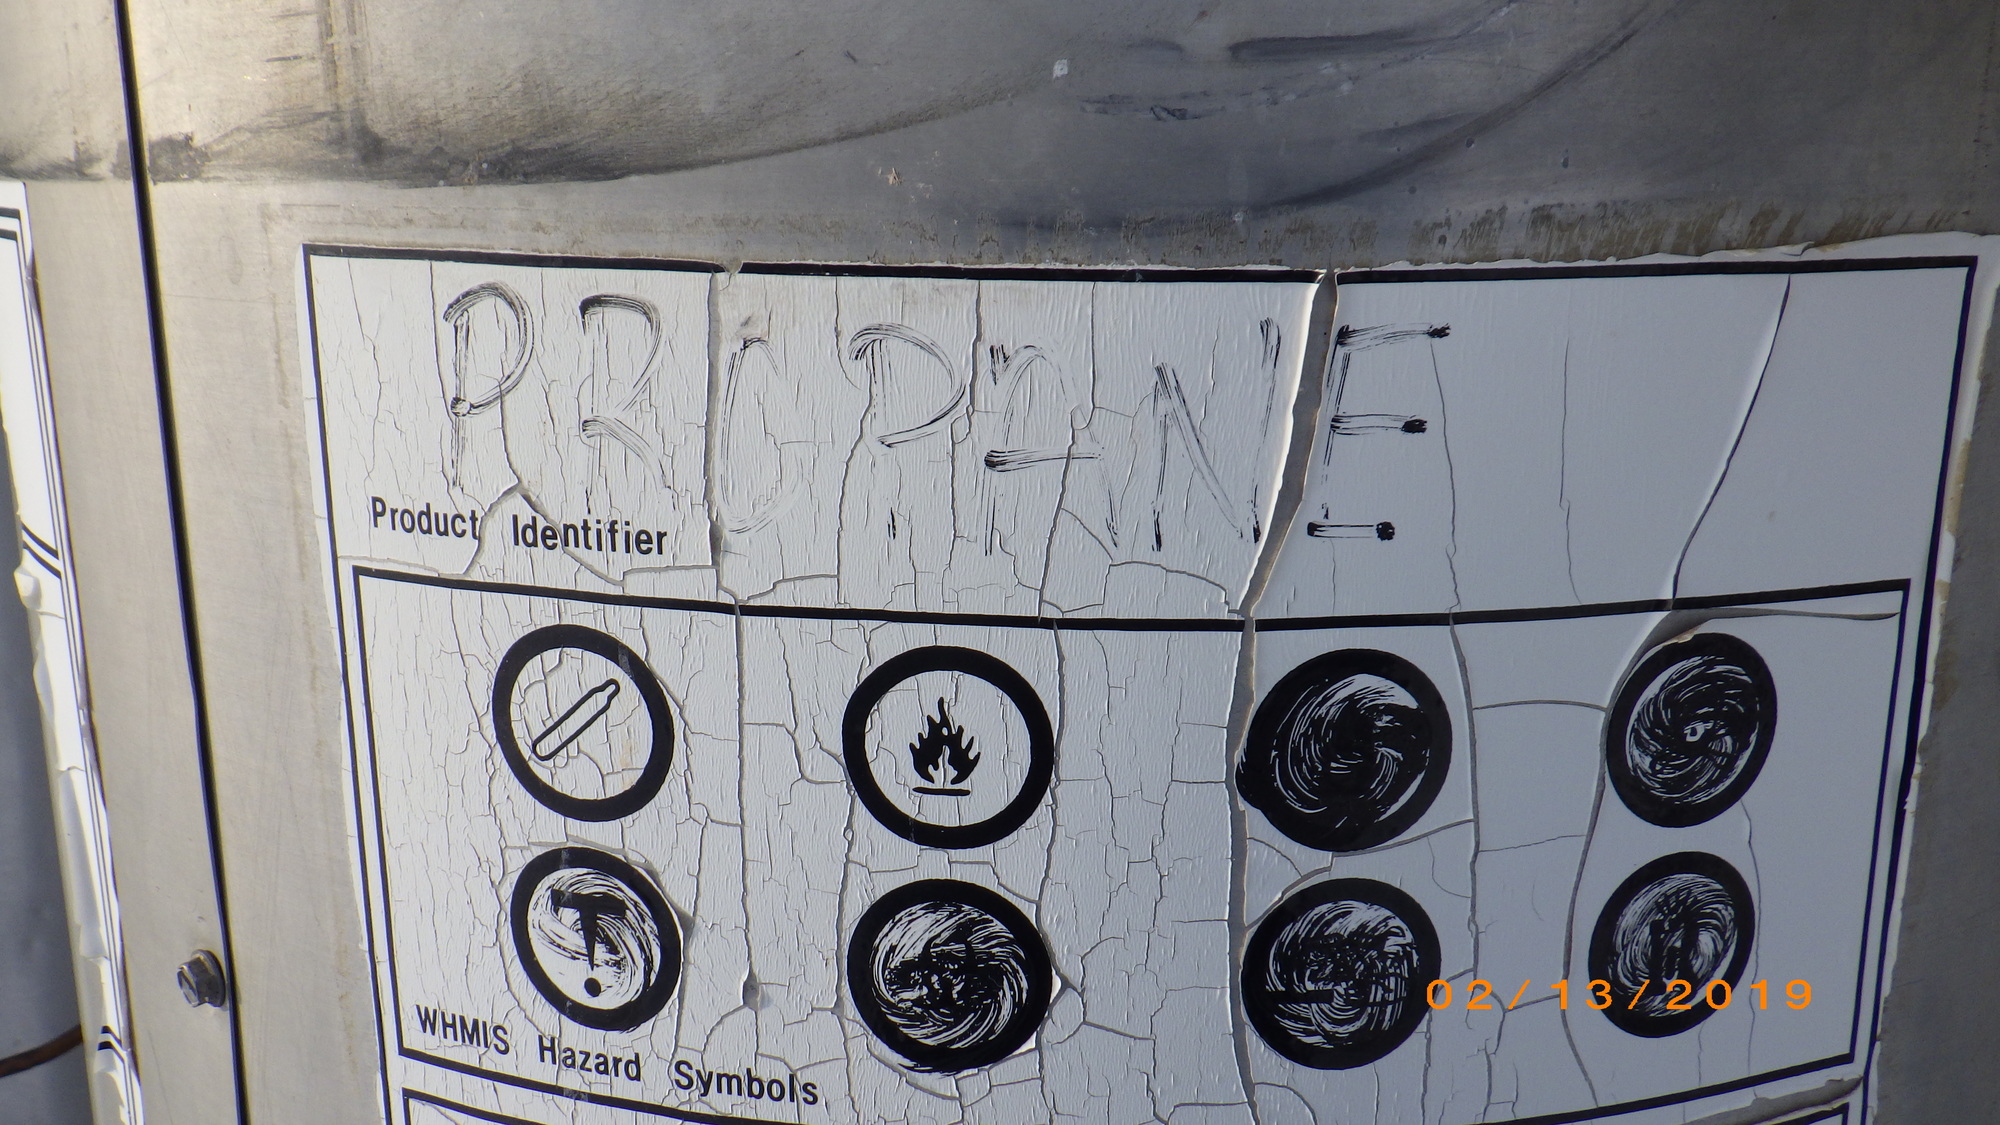 PROPANE
Product Identifier
WHMIS Hazard Symbols
02/13/2019